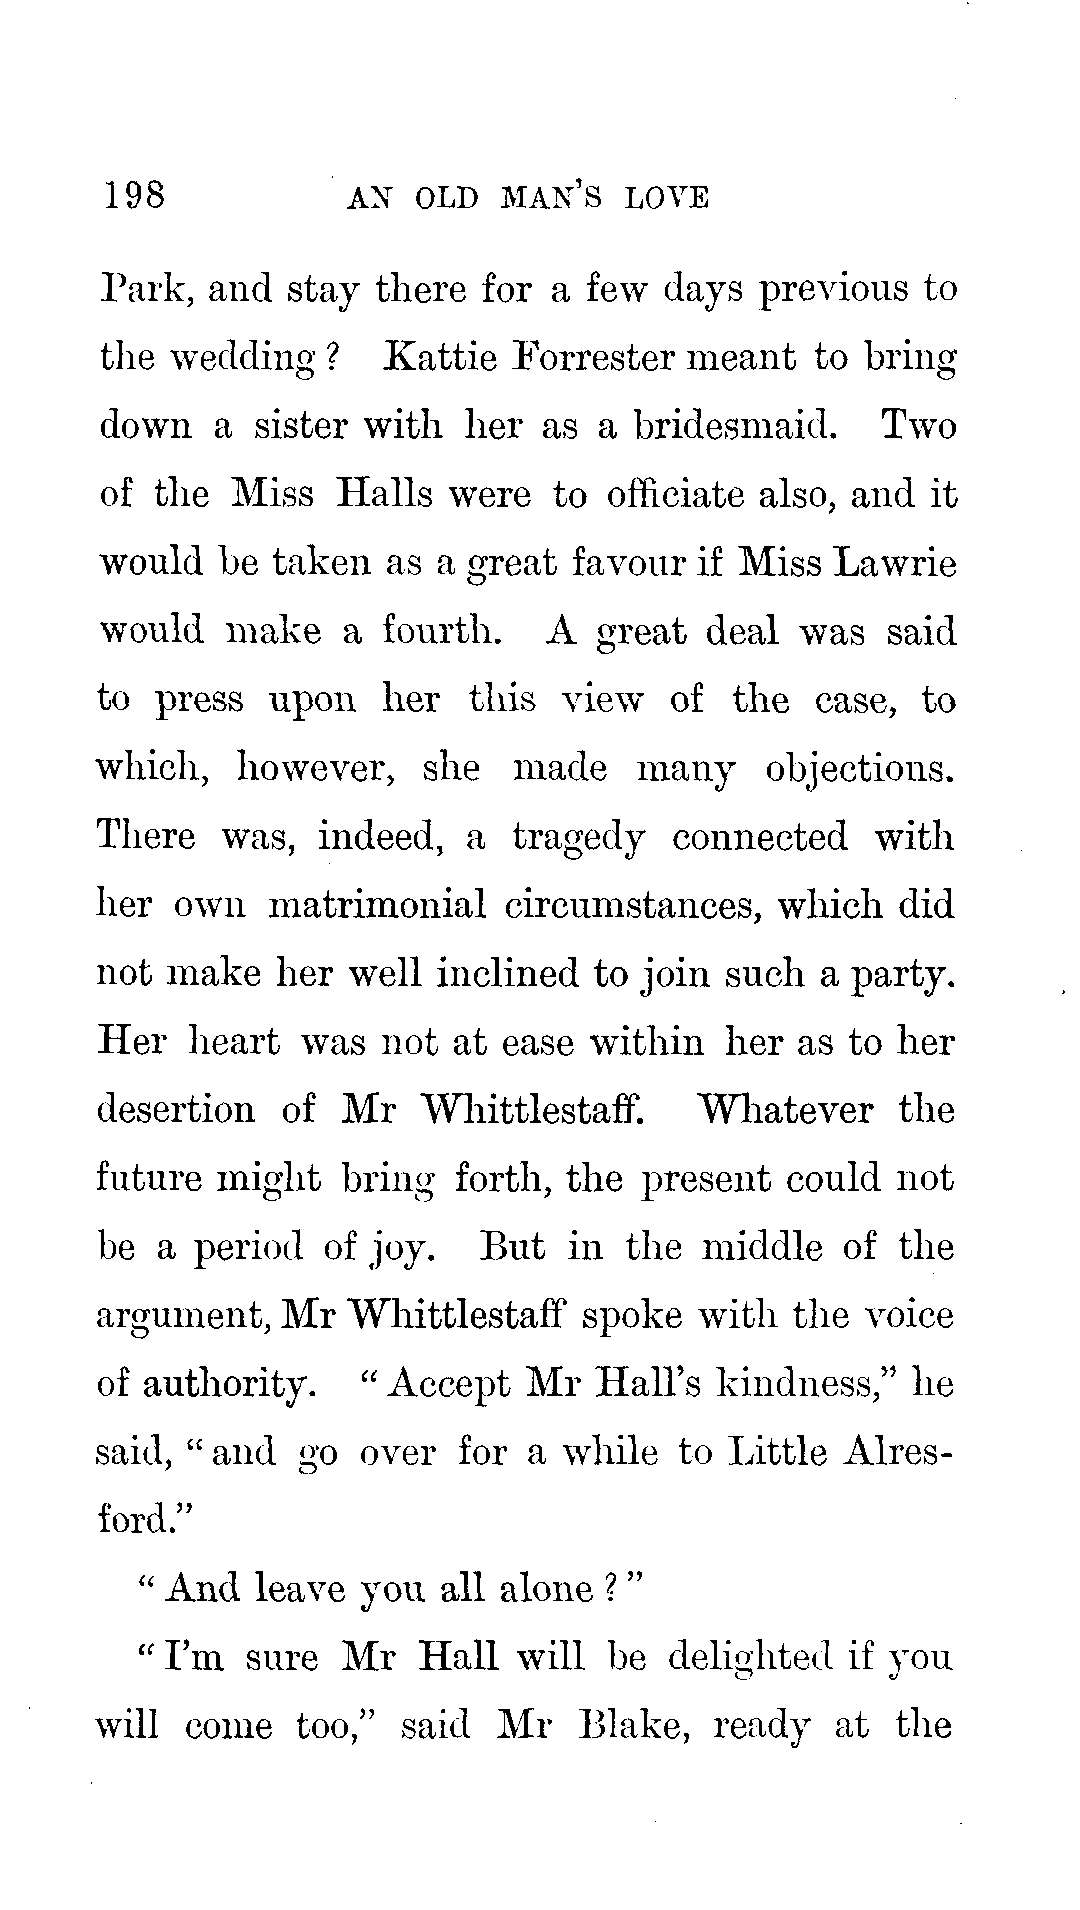 198 AN OLD MAN'S LOVE
Park, and stay there for a few days previous to
the wedding? Kattie Forrester meant to bring
down a sister with her as a bridesmaid. Two
of the Miss Halls were to officiate also, and it
would be taken as a great favour if Miss Lawrie
would make a fourth. A great deal was said
to press upon her this view of the case, to
which, however, she made many objections.
There was, indeed, a tragedy connected with
her own matrimonial circumstances, which did
not make her well inclined to join such a party.
Her heart was not at ease within her as to her
desertion of Mr Whittlestaff. Whatever the
future might bring forth, the present could not
be a period of joy. But in the middle of the
argument, Mr Whittlestaff spoke with the voice
of authority. "Accept Mr Hall's kindness," he
said, "and go over for a while to Little Alres-
ford."
"And leave you all alone?"
"I'm sure Mr Hall will be delighted if you
will come too," said Mr Blake, ready at the